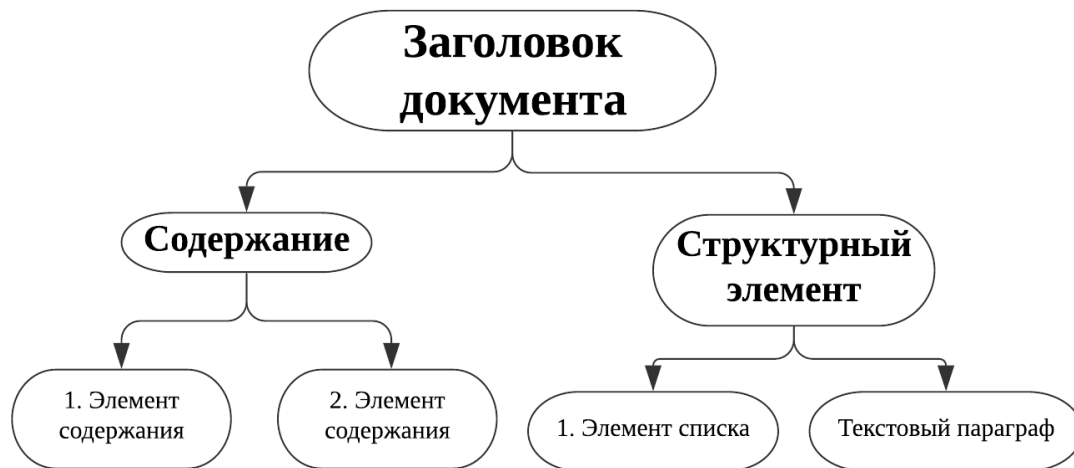 Заголовок
документа
Содержание
Структурный
элемент
1. Элемент
содержания
2. Элемент
содержания
1. Элемент списка
Текстовый параграф